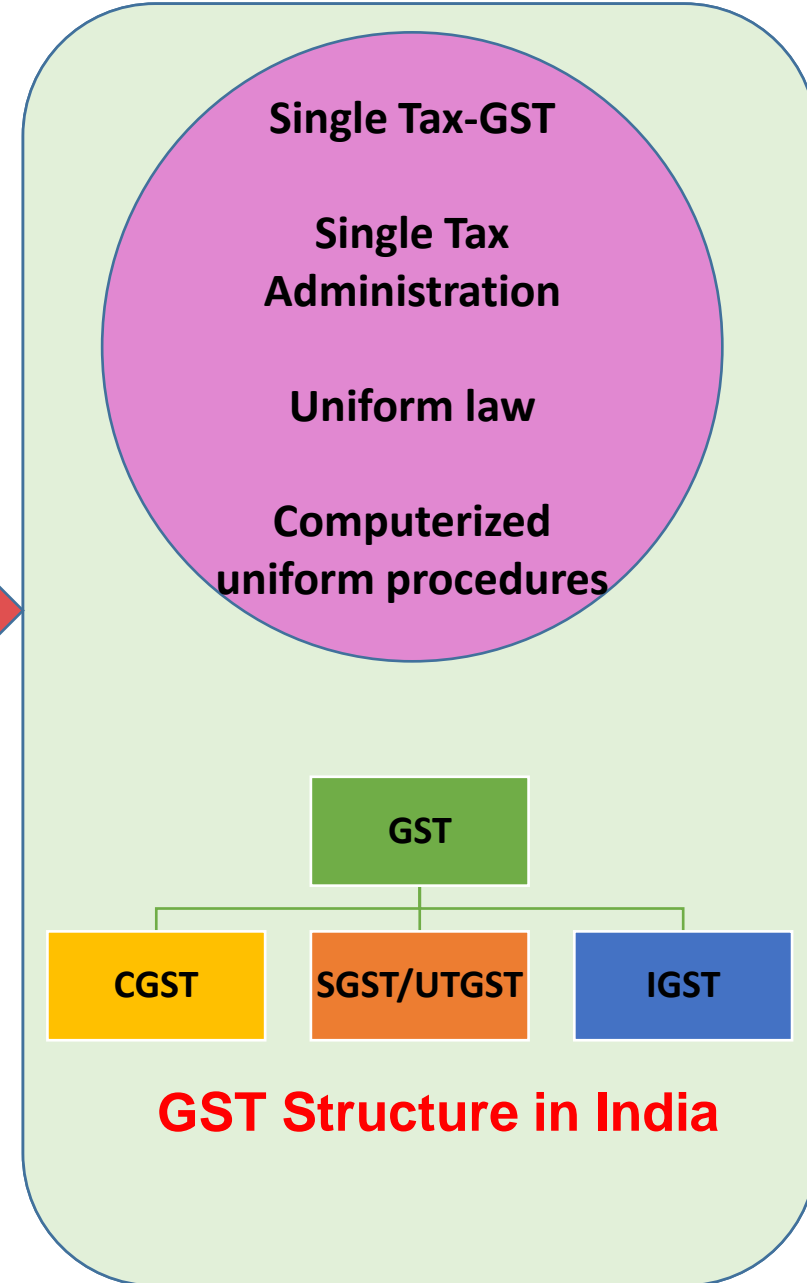 Single Tax-GST
Single Tax
Administration
Uniform law
Computerized
uniform procedures
GST
CGST
SGST/UTGST
IGST
GST Structure in India